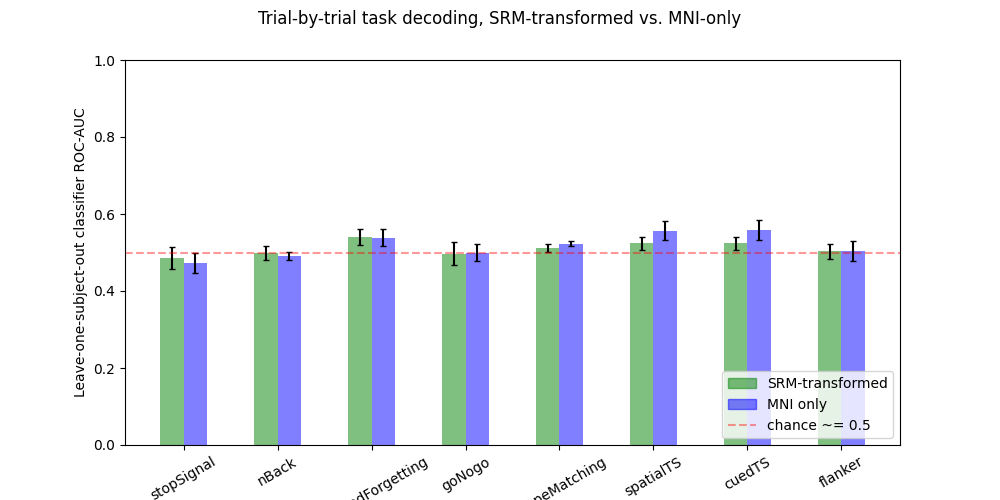 Trial-by-trial task decoding, SRM-transformed vs. MNI-only
Leave-one-subject-out classifier ROC-AUC
1.0
0.8
0.6
0.4
0.2
0.0
SRM-transformed
MNI only
chance ~= 0.5
stopSignal
nBack
dForgetting
goNogo
peMatching
spatialTS
cuedTS
flanker